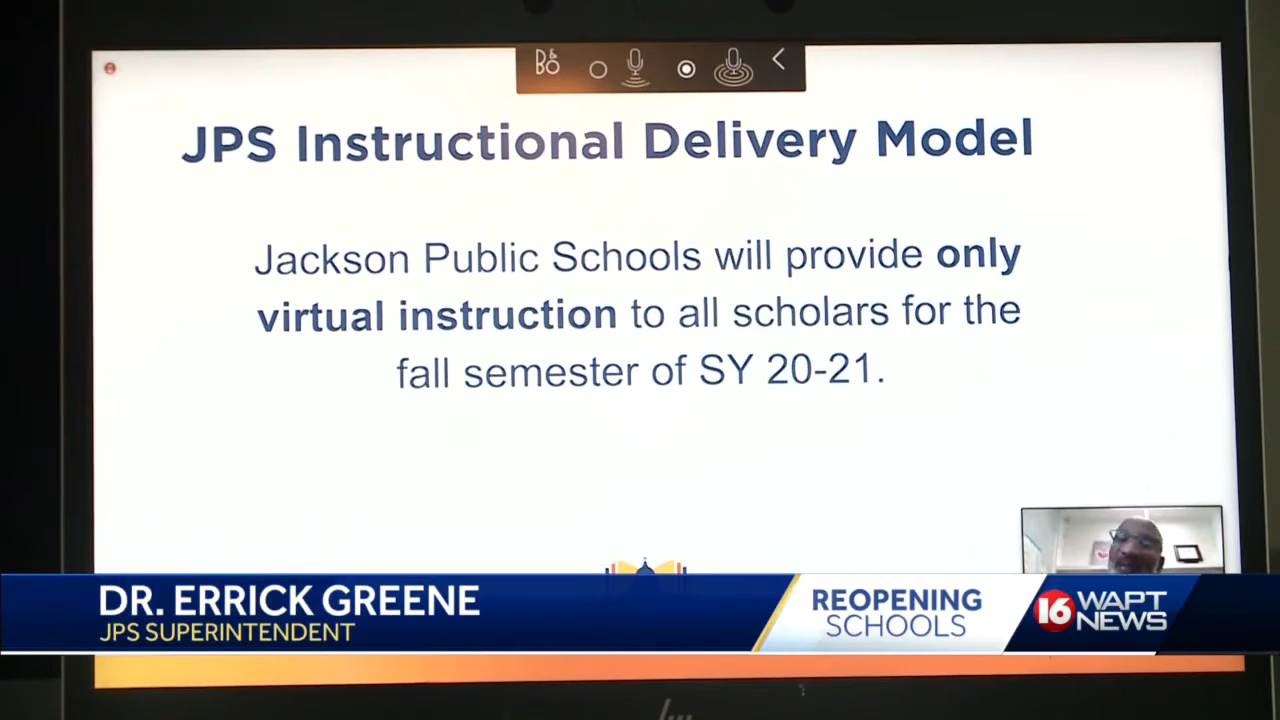 B&O
JPS Instructional Delivery Model
Jackson Public Schools will provide only
virtual instruction to all scholars for the
fall semester of SY 20-21.
DR. ERRICK GREENE
JPS SUPERINTENDENT
REOPENING
SCHOOLS
16 WAPT
NEWS
hp